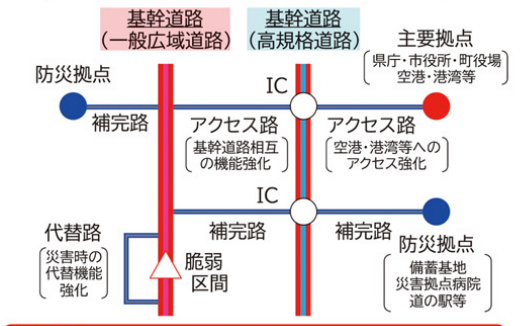 基幹道路
（一般広域道路）
基幹道路
（高規格道路）
主要拠点
県庁・市役所・町役場
空港・港湾等
防災拠点
IC
補完路
アクセス路
基幹道路相互
の機能強化
アクセス路
空港・港湾等への
アクセス強化
IC
補完路
補完路
代替路
災害時の
代替機能
強化
脆弱
区間
防災拠点
備蓄基地
災害拠点病院
道の駅等